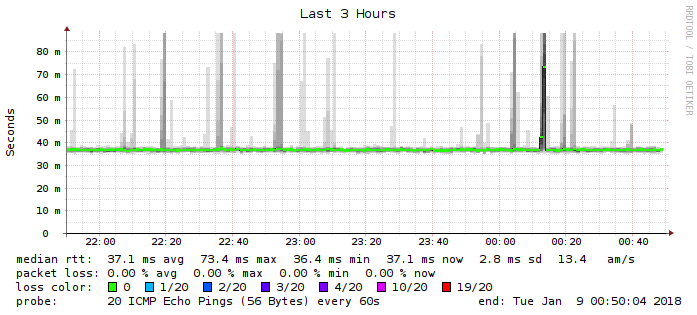 Last 3 Hours
RRDTOOL / TOBI OETIKER
Seconds
80 m
70 m
60 m
50 m
40 m
30 m
20 m
10 m
0
22:00 22:20 22:40 23:00 23:20 23:40 00:00 00:20 00:40
median rtt: 37.1 ms avg 73.4 ms max 36.4 ms min 37.1 ms now 2.8 ms sd 13.4 am/s
packet loss: 0.00 % avg 0.00 % max 0.00 % min 0.00 % now
loss color: 0 1/20 2/20 3/20 4/20 10/20 19/20
probe: 20 ICMP Echo Pings (56 Bytes) every 60s end: Tue Jan 9 00:50:04 2018